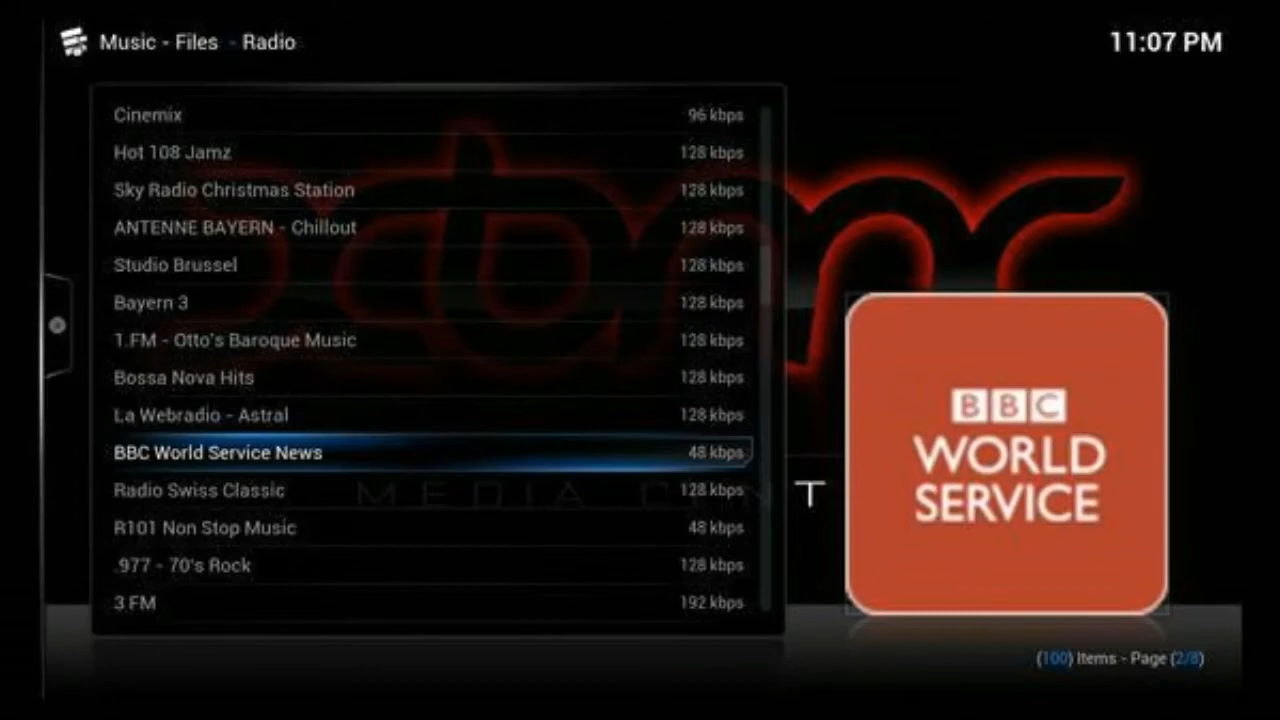 Music - Files - Radio
11:07 PM
Cinemix 96 kbps
Hot 108 Jamz 128 kbps
Sky Radio Christmas Station 128 kbps
ANTENNE BAYERN - Chillout 128 kbps
Studio Brussel 128 kbps
Bayern 3 128 kbps
1.FM - Otto's Baroque Music 128 kbps
Bossa Nova Hits 128 kbps
La Webradio - Astral 128 kbps
BBC World Service News 48 kbps
Radio Swiss Classic 128 kbps
R101 Non Stop Music 48 kbps
.977 - 70's Rock 128 kbps
3 FM 192 kbps
xbmc
MEDIA CENT
BBC
WORLD
SERVICE
(100) Items - Page (2/8)